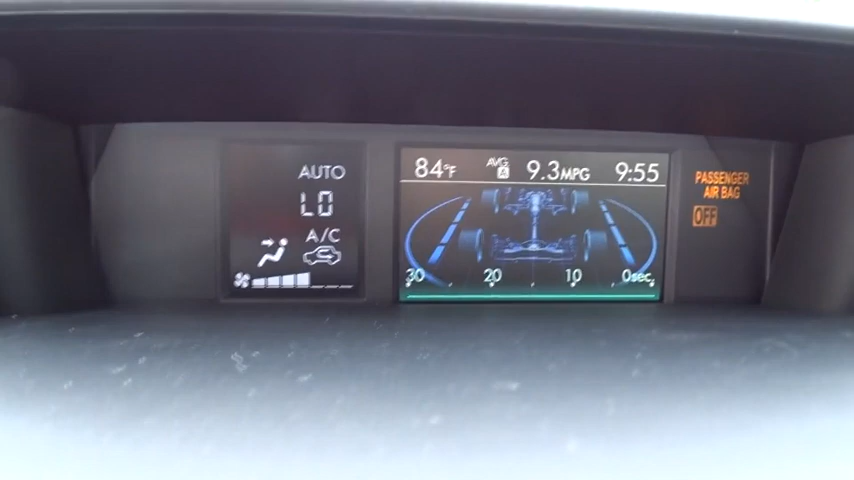 AUTO
LO
A/C
84°F AVG A 9.3MPG 9:55
30 20 10 0sec
PASSENGER
AIR BAG
OFF